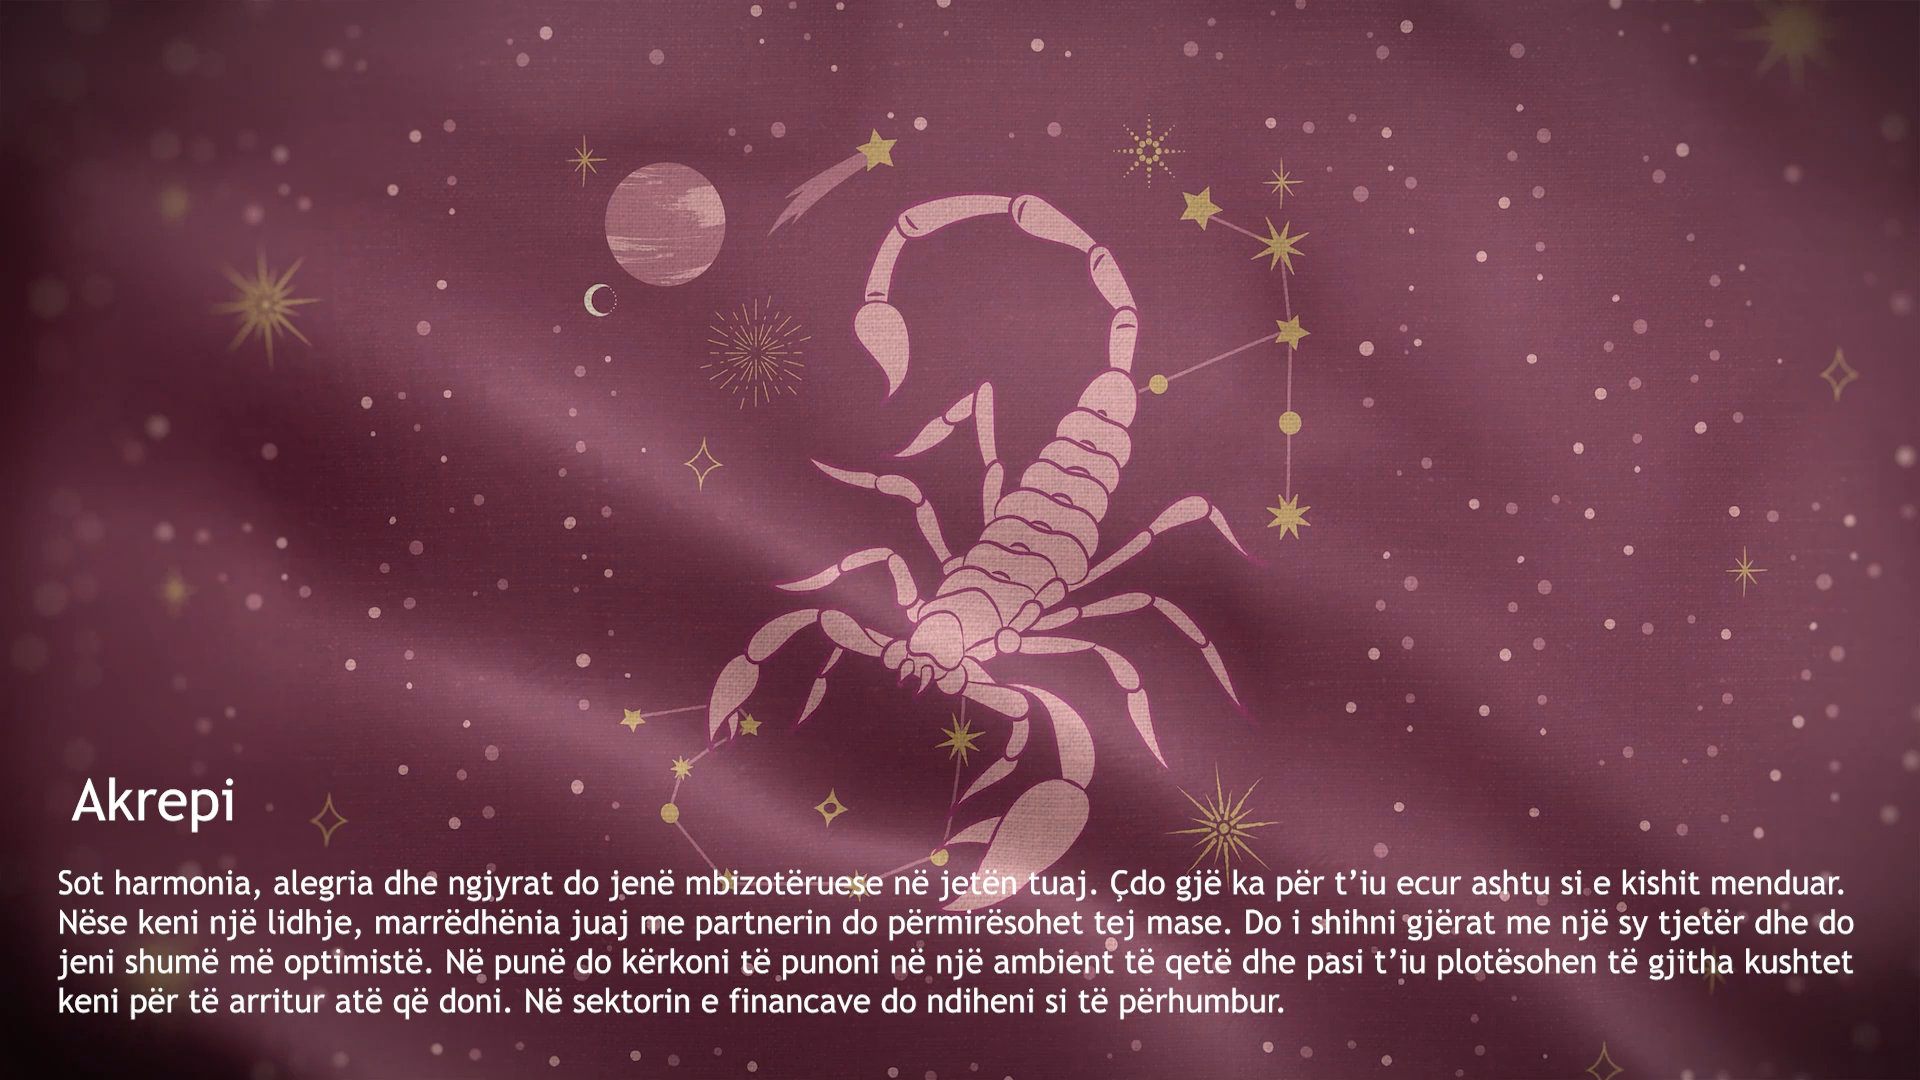 Akrepi
Sot harmonia, alegria dhe ngjyrat do jenë mbizotëruese në jetën tuaj. Çdo gjë ka për t’iu ecur ashtu si e kishit menduar.
Nëse keni një lidhje, marrëdhënia juaj me partnerin do përmirësohet tej mase. Do i shihni gjërat me një sy tjetër dhe do
jeni shumë më optimistë. Në punë do kërkoni të punoni në një ambient të qetë dhe pasi t’iu plotësohen të gjitha kushtet
keni për të arritur atë që doni. Në sektorin e financave do ndiheni si të përhumbur.